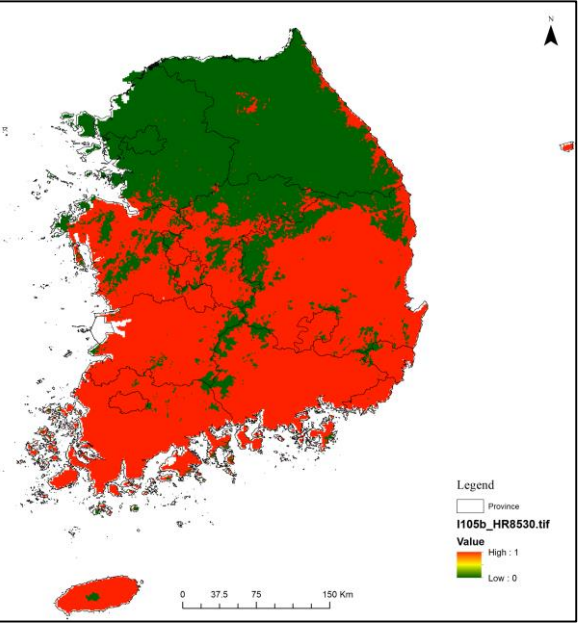 N
Legend
Province
I105b_HR8530.tif
Value
High : 1
Low : 0
0 37.5 75 150 Km